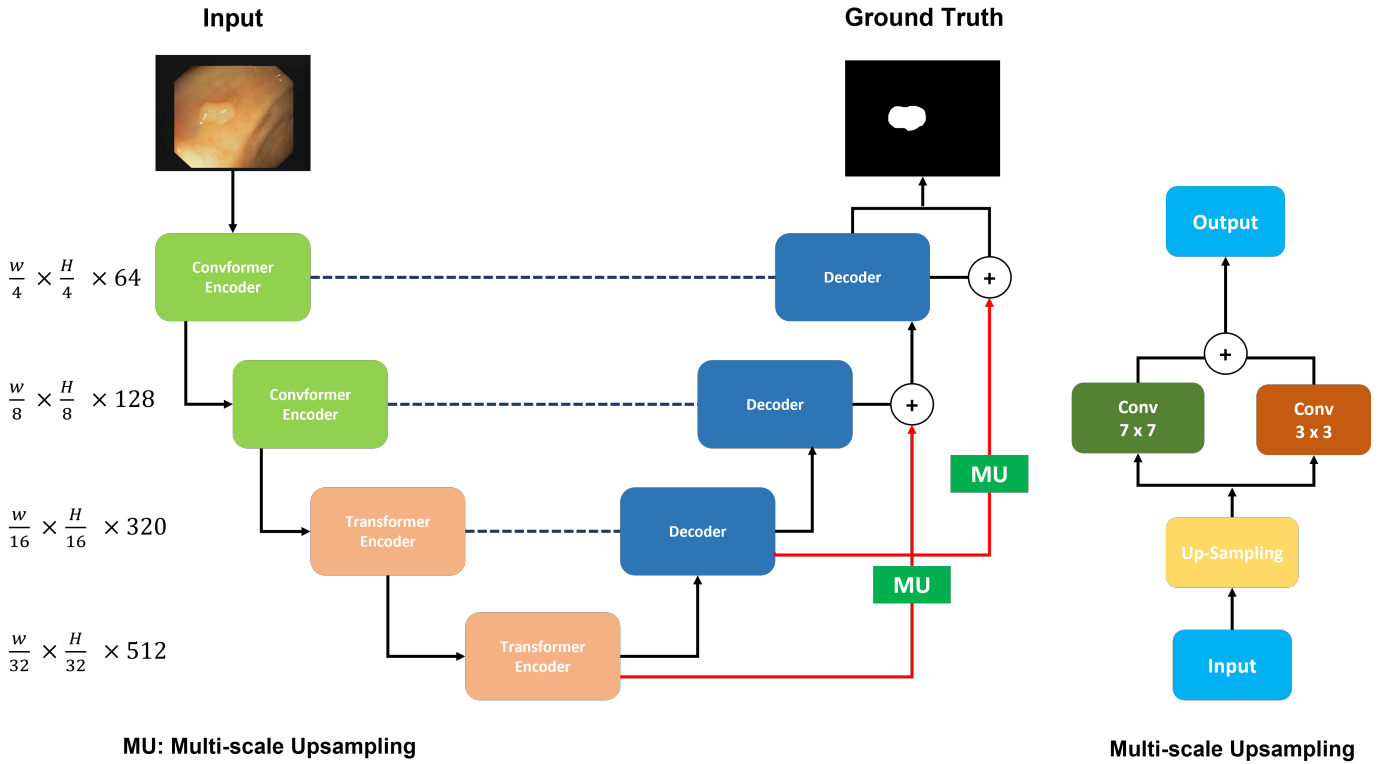 Input
Ground Truth
Convformer
Encoder
Decoder
+
w/4 × H/4 × 64
Output
Convformer
Encoder
Decoder
+
w/8 × H/8 × 128
+
Conv
7 x 7
Conv
3 x 3
MU
Transformer
Encoder
Decoder
w/16 × H/16 × 320
Up-Sampling
MU
Transformer
Encoder
w/32 × H/32 × 512
Input
MU: Multi-scale Upsampling
Multi-scale Upsampling